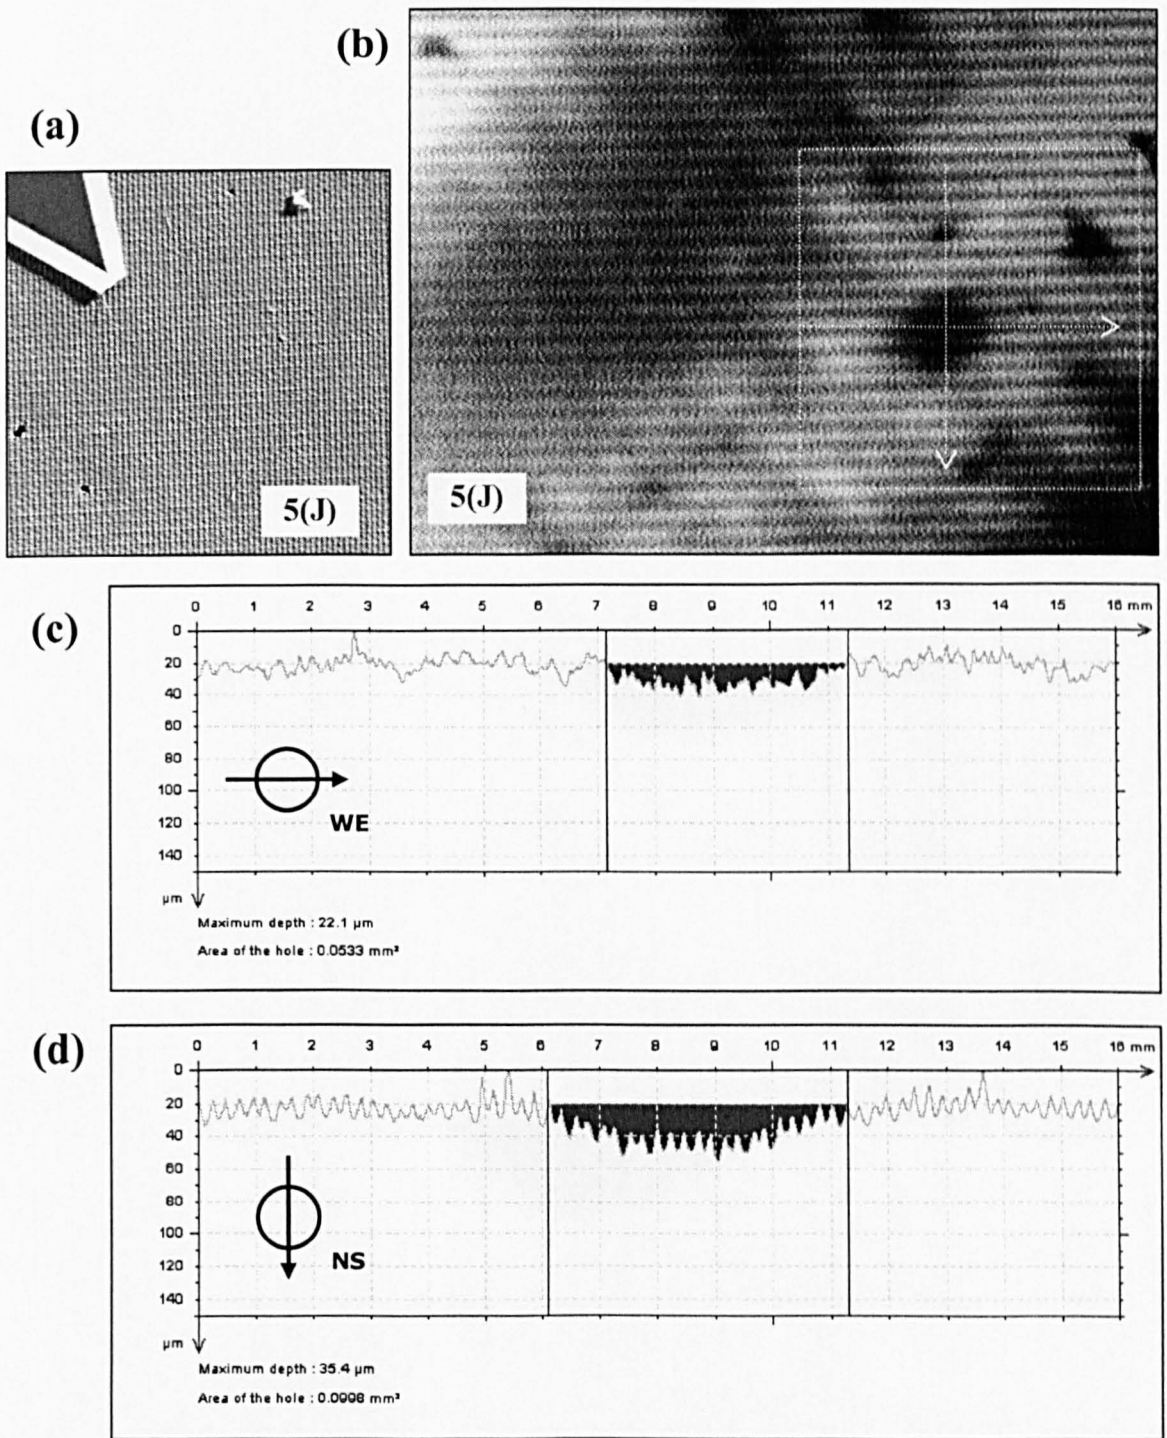 (a)
5(J)
(b)
5(J)
(c)
0 1 2 3 4 5 6 7 8 9 10 11 12 13 14 15 16 mm
0
20
40
60
80
100
120
140
µm
WE
Maximum depth : 22.1 µm
Area of the hole : 0.0533 mm²
(d)
0 1 2 3 4 5 6 7 8 9 10 11 12 13 14 15 16 mm
0
20
40
60
80
100
120
140
µm
NS
Maximum depth : 35.4 µm
Area of the hole : 0.0998 mm²